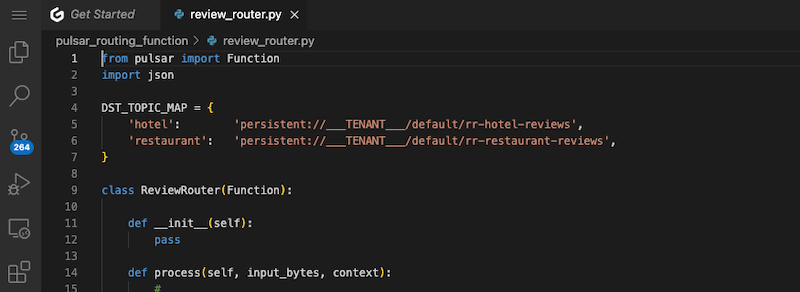 Get Started
review_router.py
pulsar_routing_function > review_router.py
1 from pulsar import Function
2 import json
3
4 DST_TOPIC_MAP = {
5     'hotel':        'persistent://___TENANT___/default/rr-hotel-reviews',
6     'restaurant':   'persistent://___TENANT___/default/rr-restaurant-reviews',
7 }
8
9 class ReviewRouter(Function):
10
11     def __init__(self):
12         pass
13
14     def process(self, input_bytes, context):
15         #
264